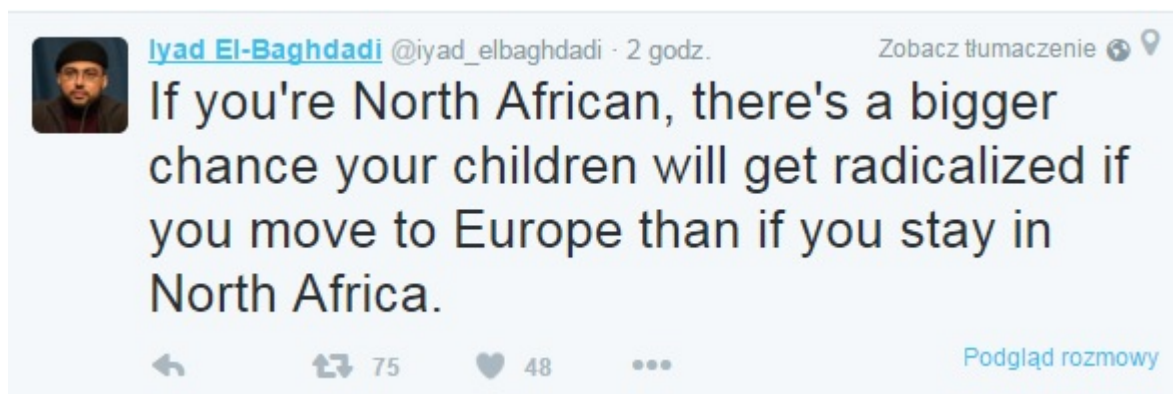 Iyad El-Baghdadi @iyad_elbaghdadi · 2 godz. Zobacz tłumaczenie
If you're North African, there's a bigger
chance your children will get radicalized if
you move to Europe than if you stay in
North Africa.
75 48 Podgląd rozmowy